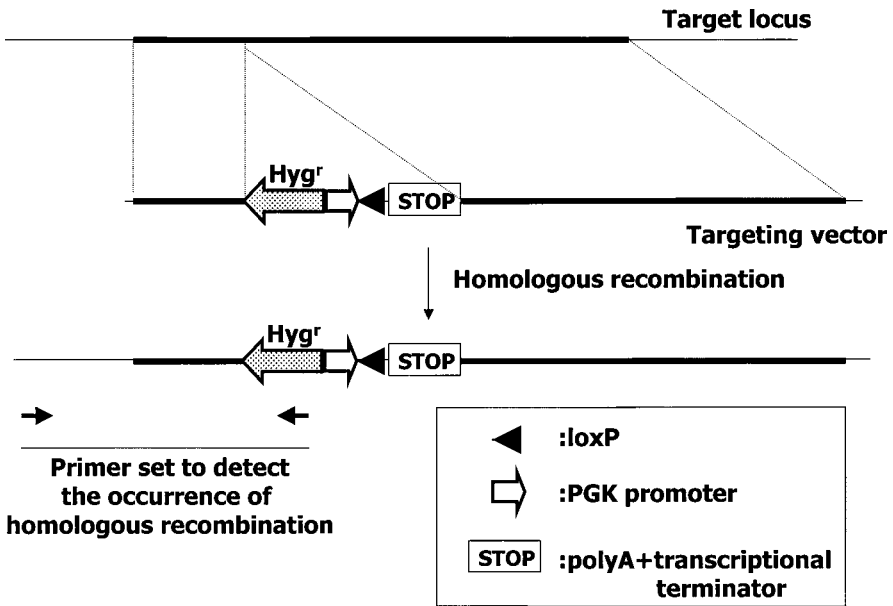 Target locus
Hygʳ
STOP
Targeting vector
Homologous recombination
Hygʳ
STOP
Primer set to detect
the occurrence of
homologous recombination
:loxP
:PGK promoter
STOP :polyA+transcriptional
terminator